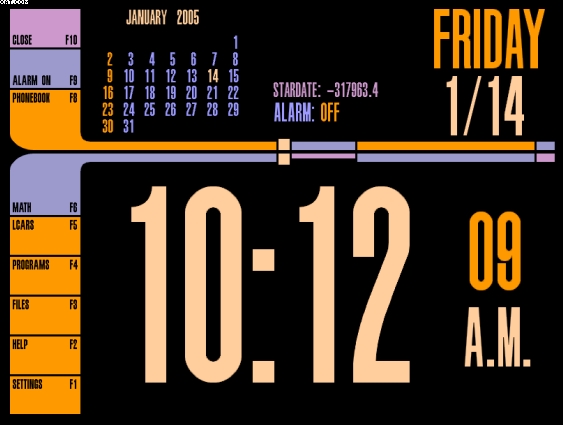 CLOSE F10
ALARM ON F9
PHONEBOOK F8
JANUARY 2005
1
2 3 4 5 6 7 8
9 10 11 12 13 14 15
16 17 18 19 20 21 22
23 24 25 26 27 28 29
30 31
STARDATE: -317963.4
ALARM: OFF
FRIDAY
1/14
MATH F6
LCARS F5
PROGRAMS F4
FILES F3
HELP F2
SETTINGS F1
10:12
09
A.M.